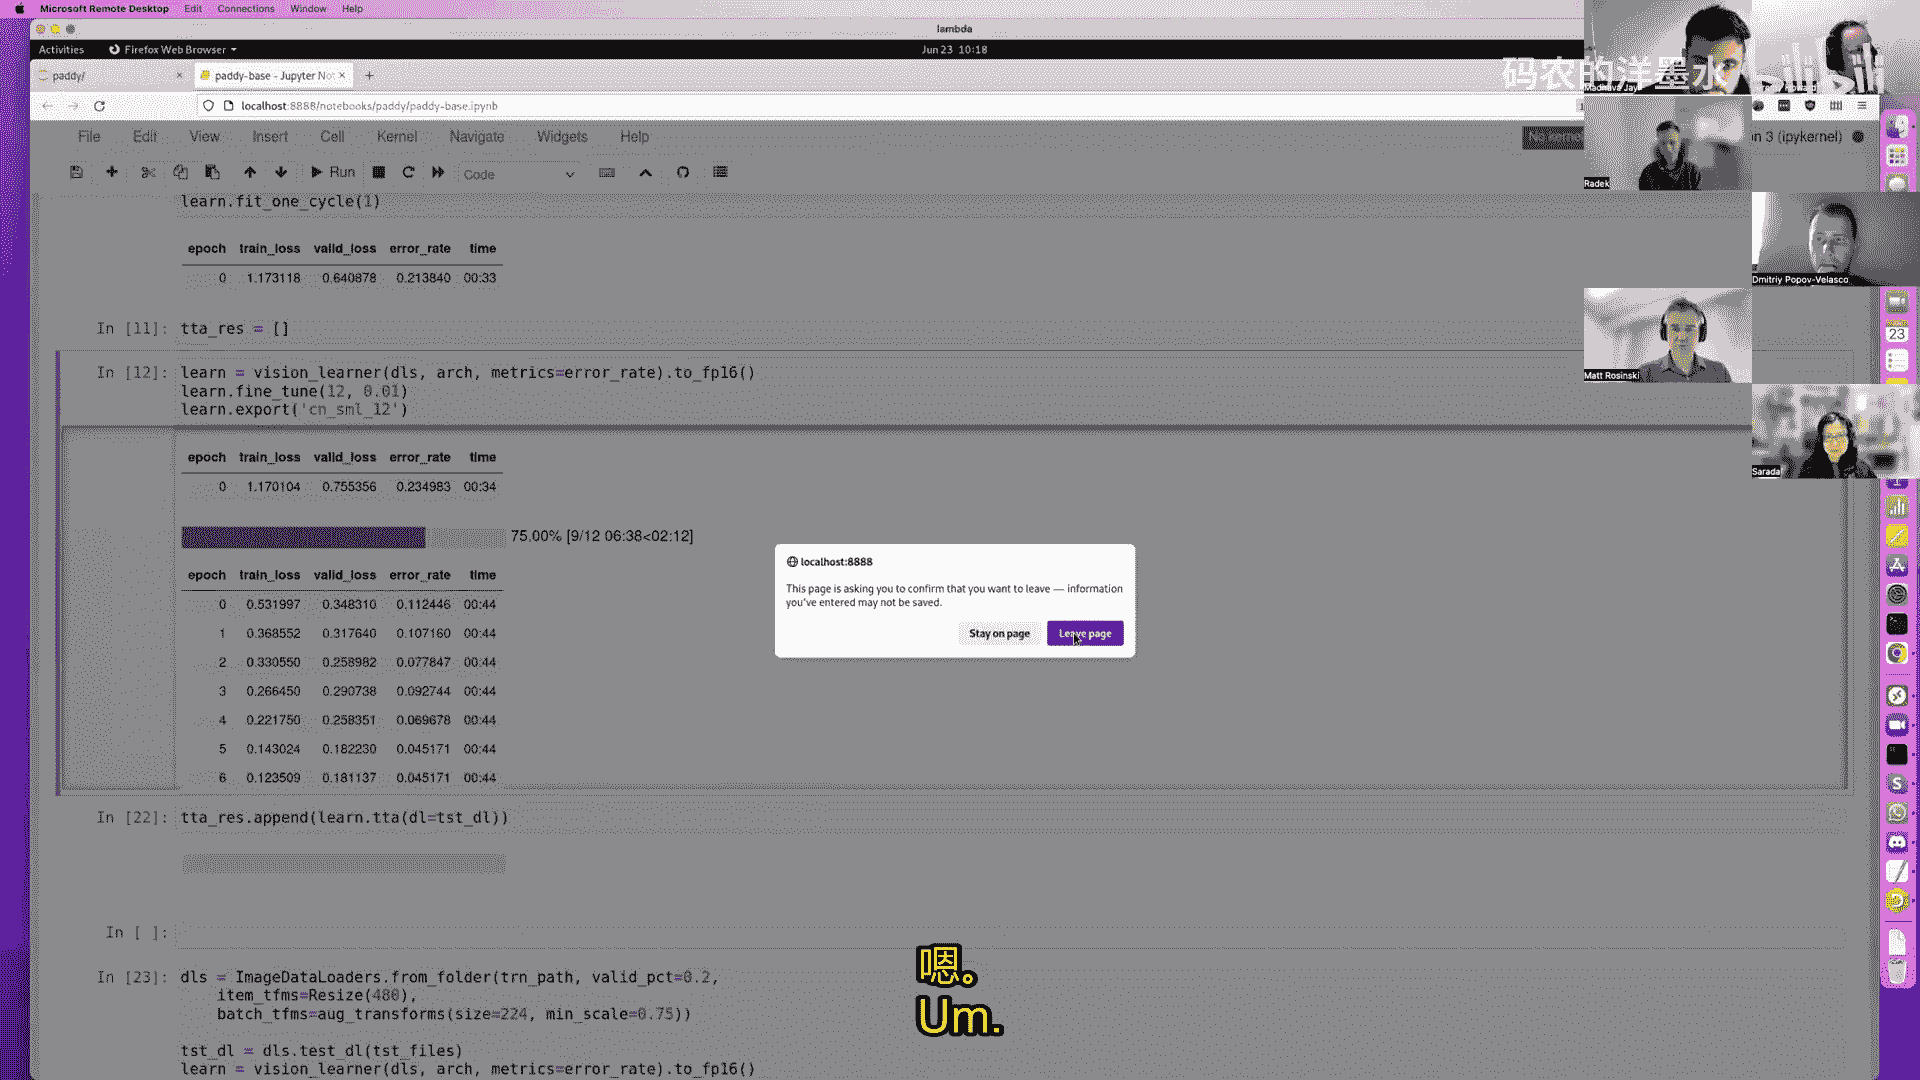 Microsoft Remote Desktop Edit Connections Window Help
lambda
Activities Firefox Web Browser Jun 23 10:18
paddy/ paddy-base - Jupyter Not
localhost:8888/notebooks/paddy/paddy-base.ipynb
码农的洋墨水
bilibili
Radek
Dmitriy Popov-Velasco
Matt Rosinski
Sarada
File Edit View Insert Cell Kernel Navigate Widgets Help
n 3 (ipykernel)
Run Code
learn.fit_one_cycle(1)
epoch train_loss valid_loss error_rate time
0 1.173118 0.640878 0.213840 00:33
In [11]: tta_res = []
In [12]: learn = vision_learner(dls, arch, metrics=error_rate).to_fp16()
learn.fine_tune(12, 0.01)
learn.export('cn_sml_12')
epoch train_loss valid_loss error_rate time
0 1.170104 0.755356 0.234983 00:34
75.00% [9/12 06:38<02:12]
epoch train_loss valid_loss error_rate time
0 0.531997 0.348310 0.112446 00:44
1 0.368552 0.317640 0.107160 00:44
2 0.330550 0.258982 0.077847 00:44
3 0.266450 0.290738 0.092744 00:44
4 0.221750 0.258351 0.069678 00:44
5 0.143024 0.182230 0.045171 00:44
6 0.123509 0.181137 0.045171 00:44
localhost:8888
This page is asking you to confirm that you want to leave — information
you've entered may not be saved.
Stay on page Leave page
In [22]: tta_res.append(learn.tta(dl=tst_dl))
In [ ]:
In [23]: dls = ImageDataLoaders.from_folder(trn_path, valid_pct=0.2,
item_tfms=Resize(480),
batch_tfms=aug_transforms(size=224, min_scale=0.75))
tst_dl = dls.test_dl(tst_files)
learn = vision_learner(dls, arch, metrics=error_rate).to_fp16()
嗯。
Um.
23